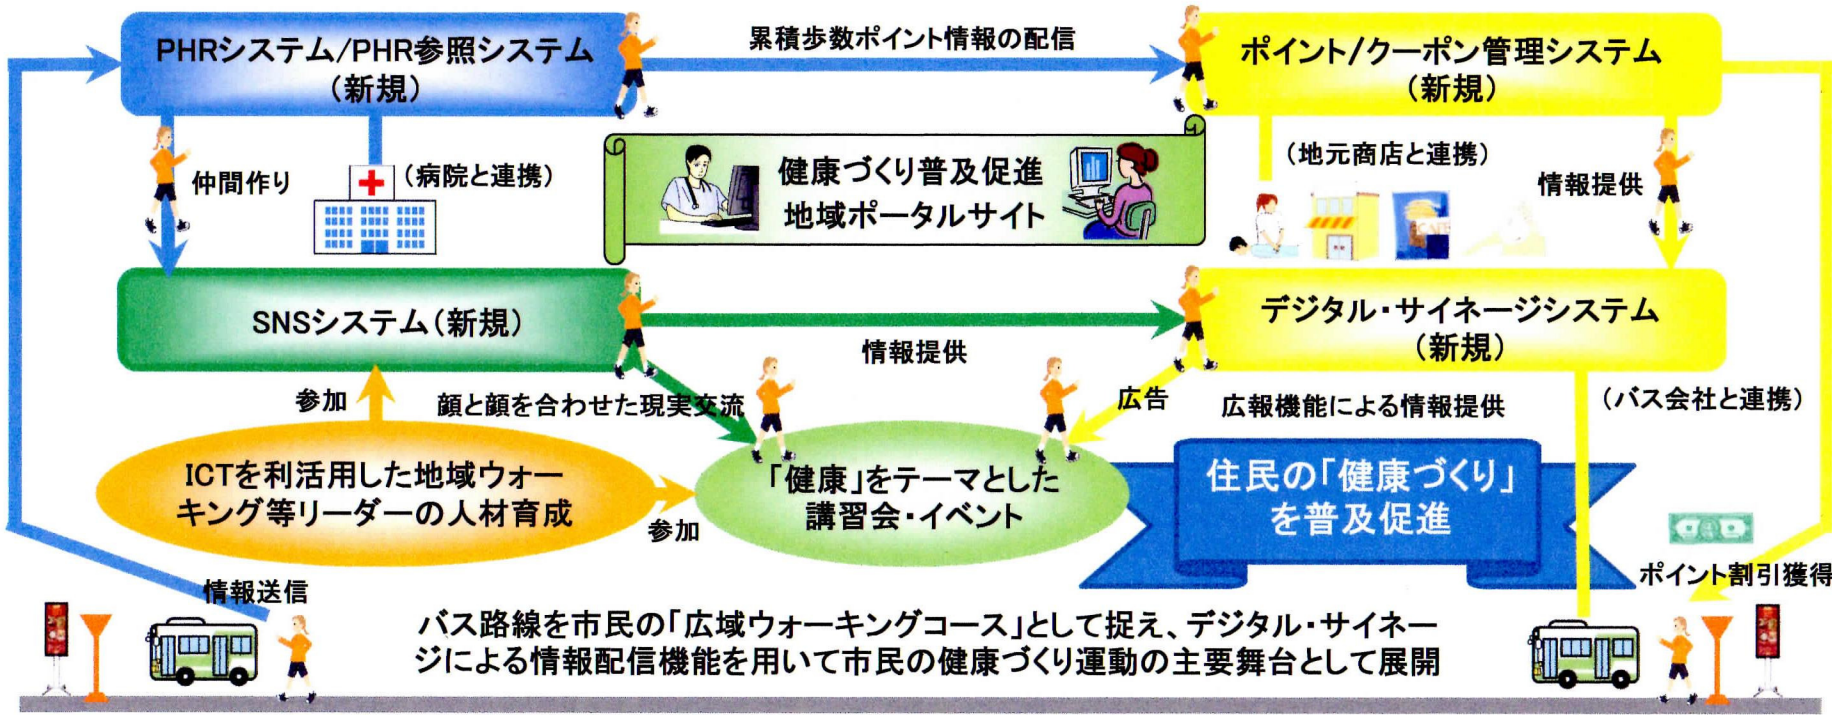 PHRシステム/PHR参照システム
(新規)
累積歩数ポイント情報の配信
ポイント/クーポン管理システム
(新規)
仲間作り
(病院と連携)
健康づくり普及促進
地域ポータルサイト
(地元商店と連携)
情報提供
SNSシステム(新規)
情報提供
デジタル・サイネージシステム
(新規)
参加
顔と顔を合わせた現実交流
広告
広報機能による情報提供
(バス会社と連携)
ICTを利活用した地域ウォー
キング等リーダーの人材育成
参加
「健康」をテーマとした
講習会・イベント
住民の「健康づくり」
を普及促進
ポイント割引獲得
情報送信
バス路線を市民の「広域ウォーキングコース」として捉え、デジタル・サイネー
ジによる情報配信機能を用いて市民の健康づくり運動の主要舞台として展開